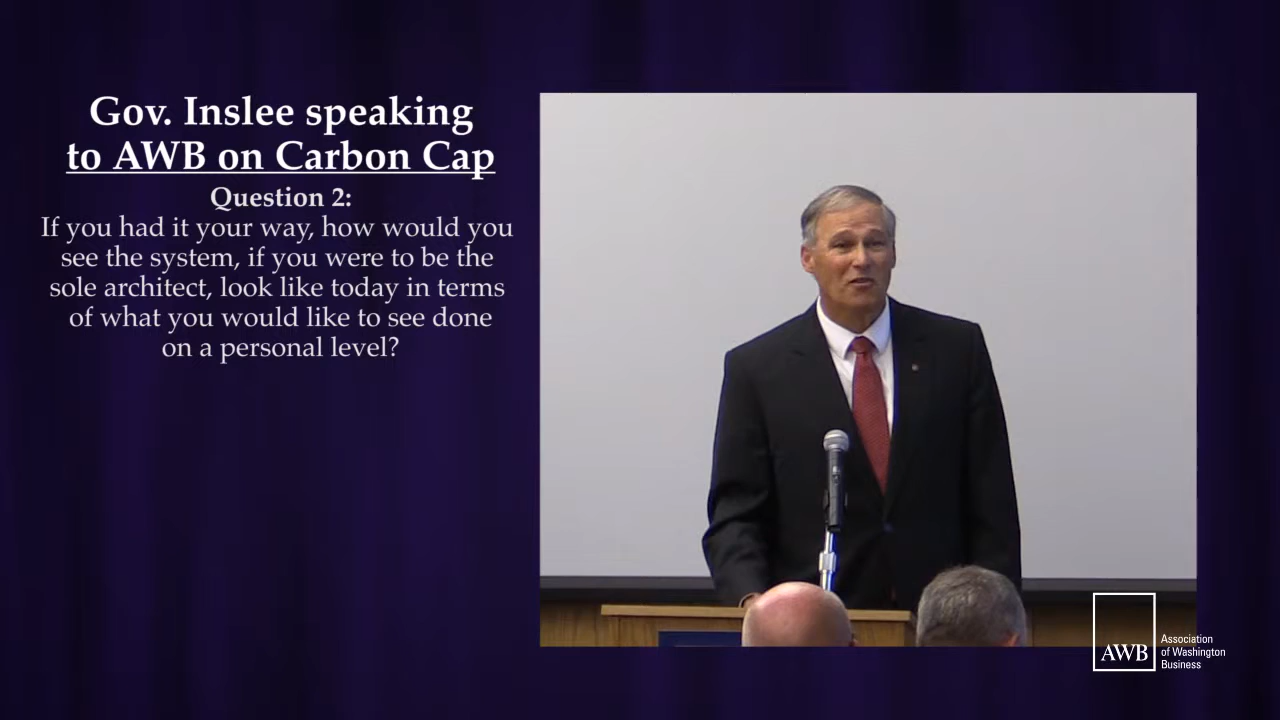 Gov. Inslee speaking
to AWB on Carbon Cap
Question 2:
If you had it your way, how would you
see the system, if you were to be the
sole architect, look like today in terms
of what you would like to see done
on a personal level?
AWB
Association
of Washington
Business